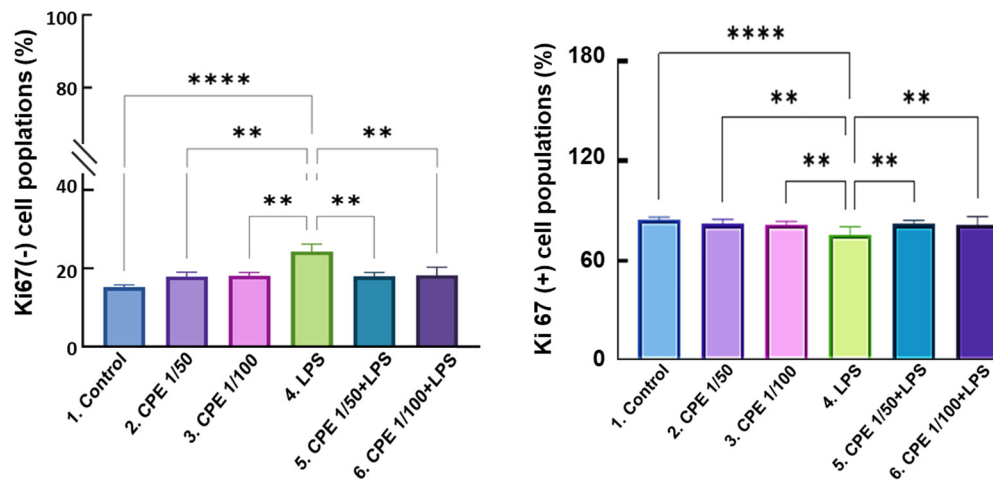 Ki67(-) cell poplations (%)
100
80
40
20
0
****
**
**
**
**
1. Control
2. CPE 1/50
3. CPE 1/100
4. LPS
5. CPE 1/50+LPS
6. CPE 1/100+LPS
Ki 67 (+) cell populations (%)
180
120
60
0
****
**
**
**
**
1. Control
2. CPE 1/50
3. CPE 1/100
4. LPS
5. CPE 1/50+LPS
6. CPE 1/100+LPS